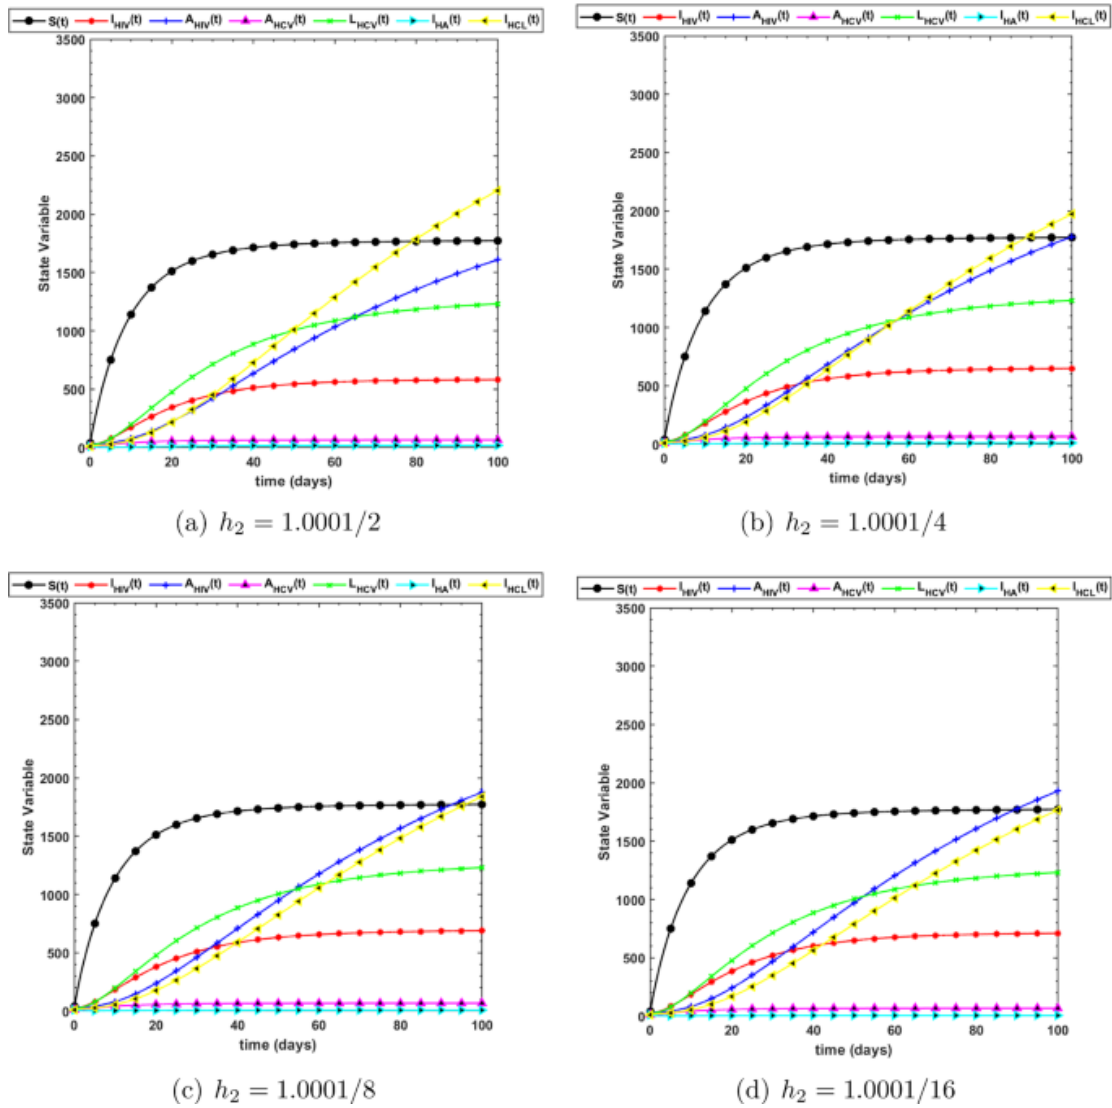 S(t) I_HIV(t) A_HIV(t) A_HCV(t) L_HCV(t) I_HA(t) I_HCL(t)
3500
3000
2500
2000
1500
1000
500
0
State Variable
0 20 40 60 80 100
time (days)
(a) h₂ = 1.0001/2
S(t) I_HIV(t) A_HIV(t) A_HCV(t) L_HCV(t) I_HA(t) I_HCL(t)
3500
3000
2500
2000
1500
1000
500
0
State Variable
0 20 40 60 80 100
time (days)
(b) h₂ = 1.0001/4
S(t) I_HIV(t) A_HIV(t) A_HCV(t) L_HCV(t) I_HA(t) I_HCL(t)
3500
3000
2500
2000
1500
1000
500
0
State Variable
0 20 40 60 80 100
time (days)
(c) h₂ = 1.0001/8
S(t) I_HIV(t) A_HIV(t) A_HCV(t) L_HCV(t) I_HA(t) I_HCL(t)
3500
3000
2500
2000
1500
1000
500
0
State Variable
0 20 40 60 80 100
time (days)
(d) h₂ = 1.0001/16